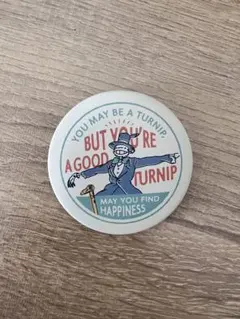 YOU MAY BE A TURNIP,
BUT YOU'RE
A GOOD
TURNIP
MAY YOU FIND
HAPPINESS